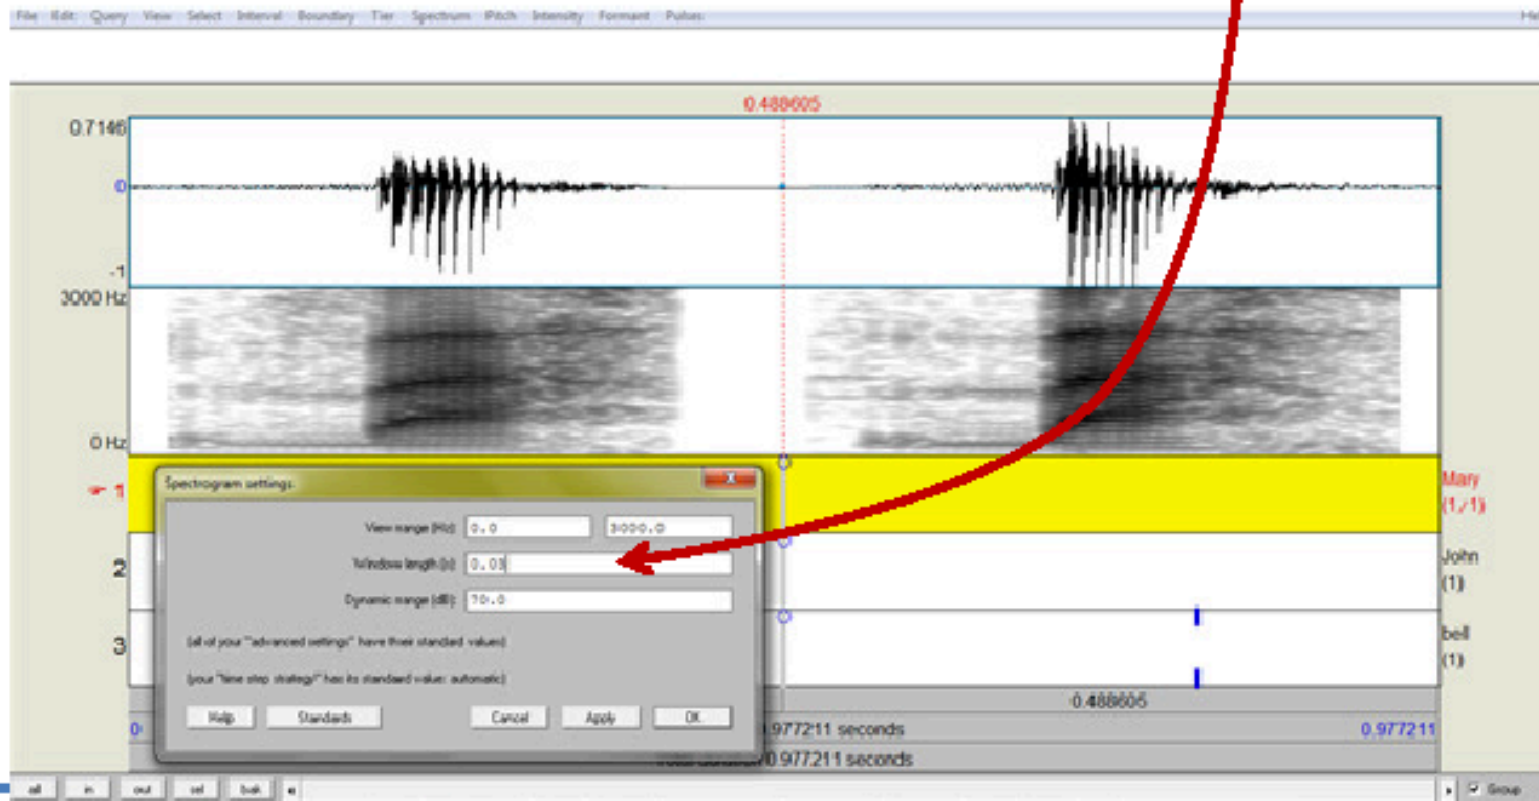 File Edit Query View Select Interval Boundary Tier Spectrum Pitch Intensity Formant Pulses
0.488605
0.7146
0
-1
3000 Hz
0 Hz
1
Mary
(1/1)
2
John
(1)
3
bell
(1)
Spectrogram settings
View range (Hz): 0.0 3000.0
Window length (s): 0.03
Dynamic range (dB): 70.0
(all of your "advanced settings" have their standard values)
(your "time step strategy" has its standard value: automatic)
Help Standards Cancel Apply OK
0.488605
0
0.977211 seconds
0.977211
0.977211 seconds
all in out sel bak
Group